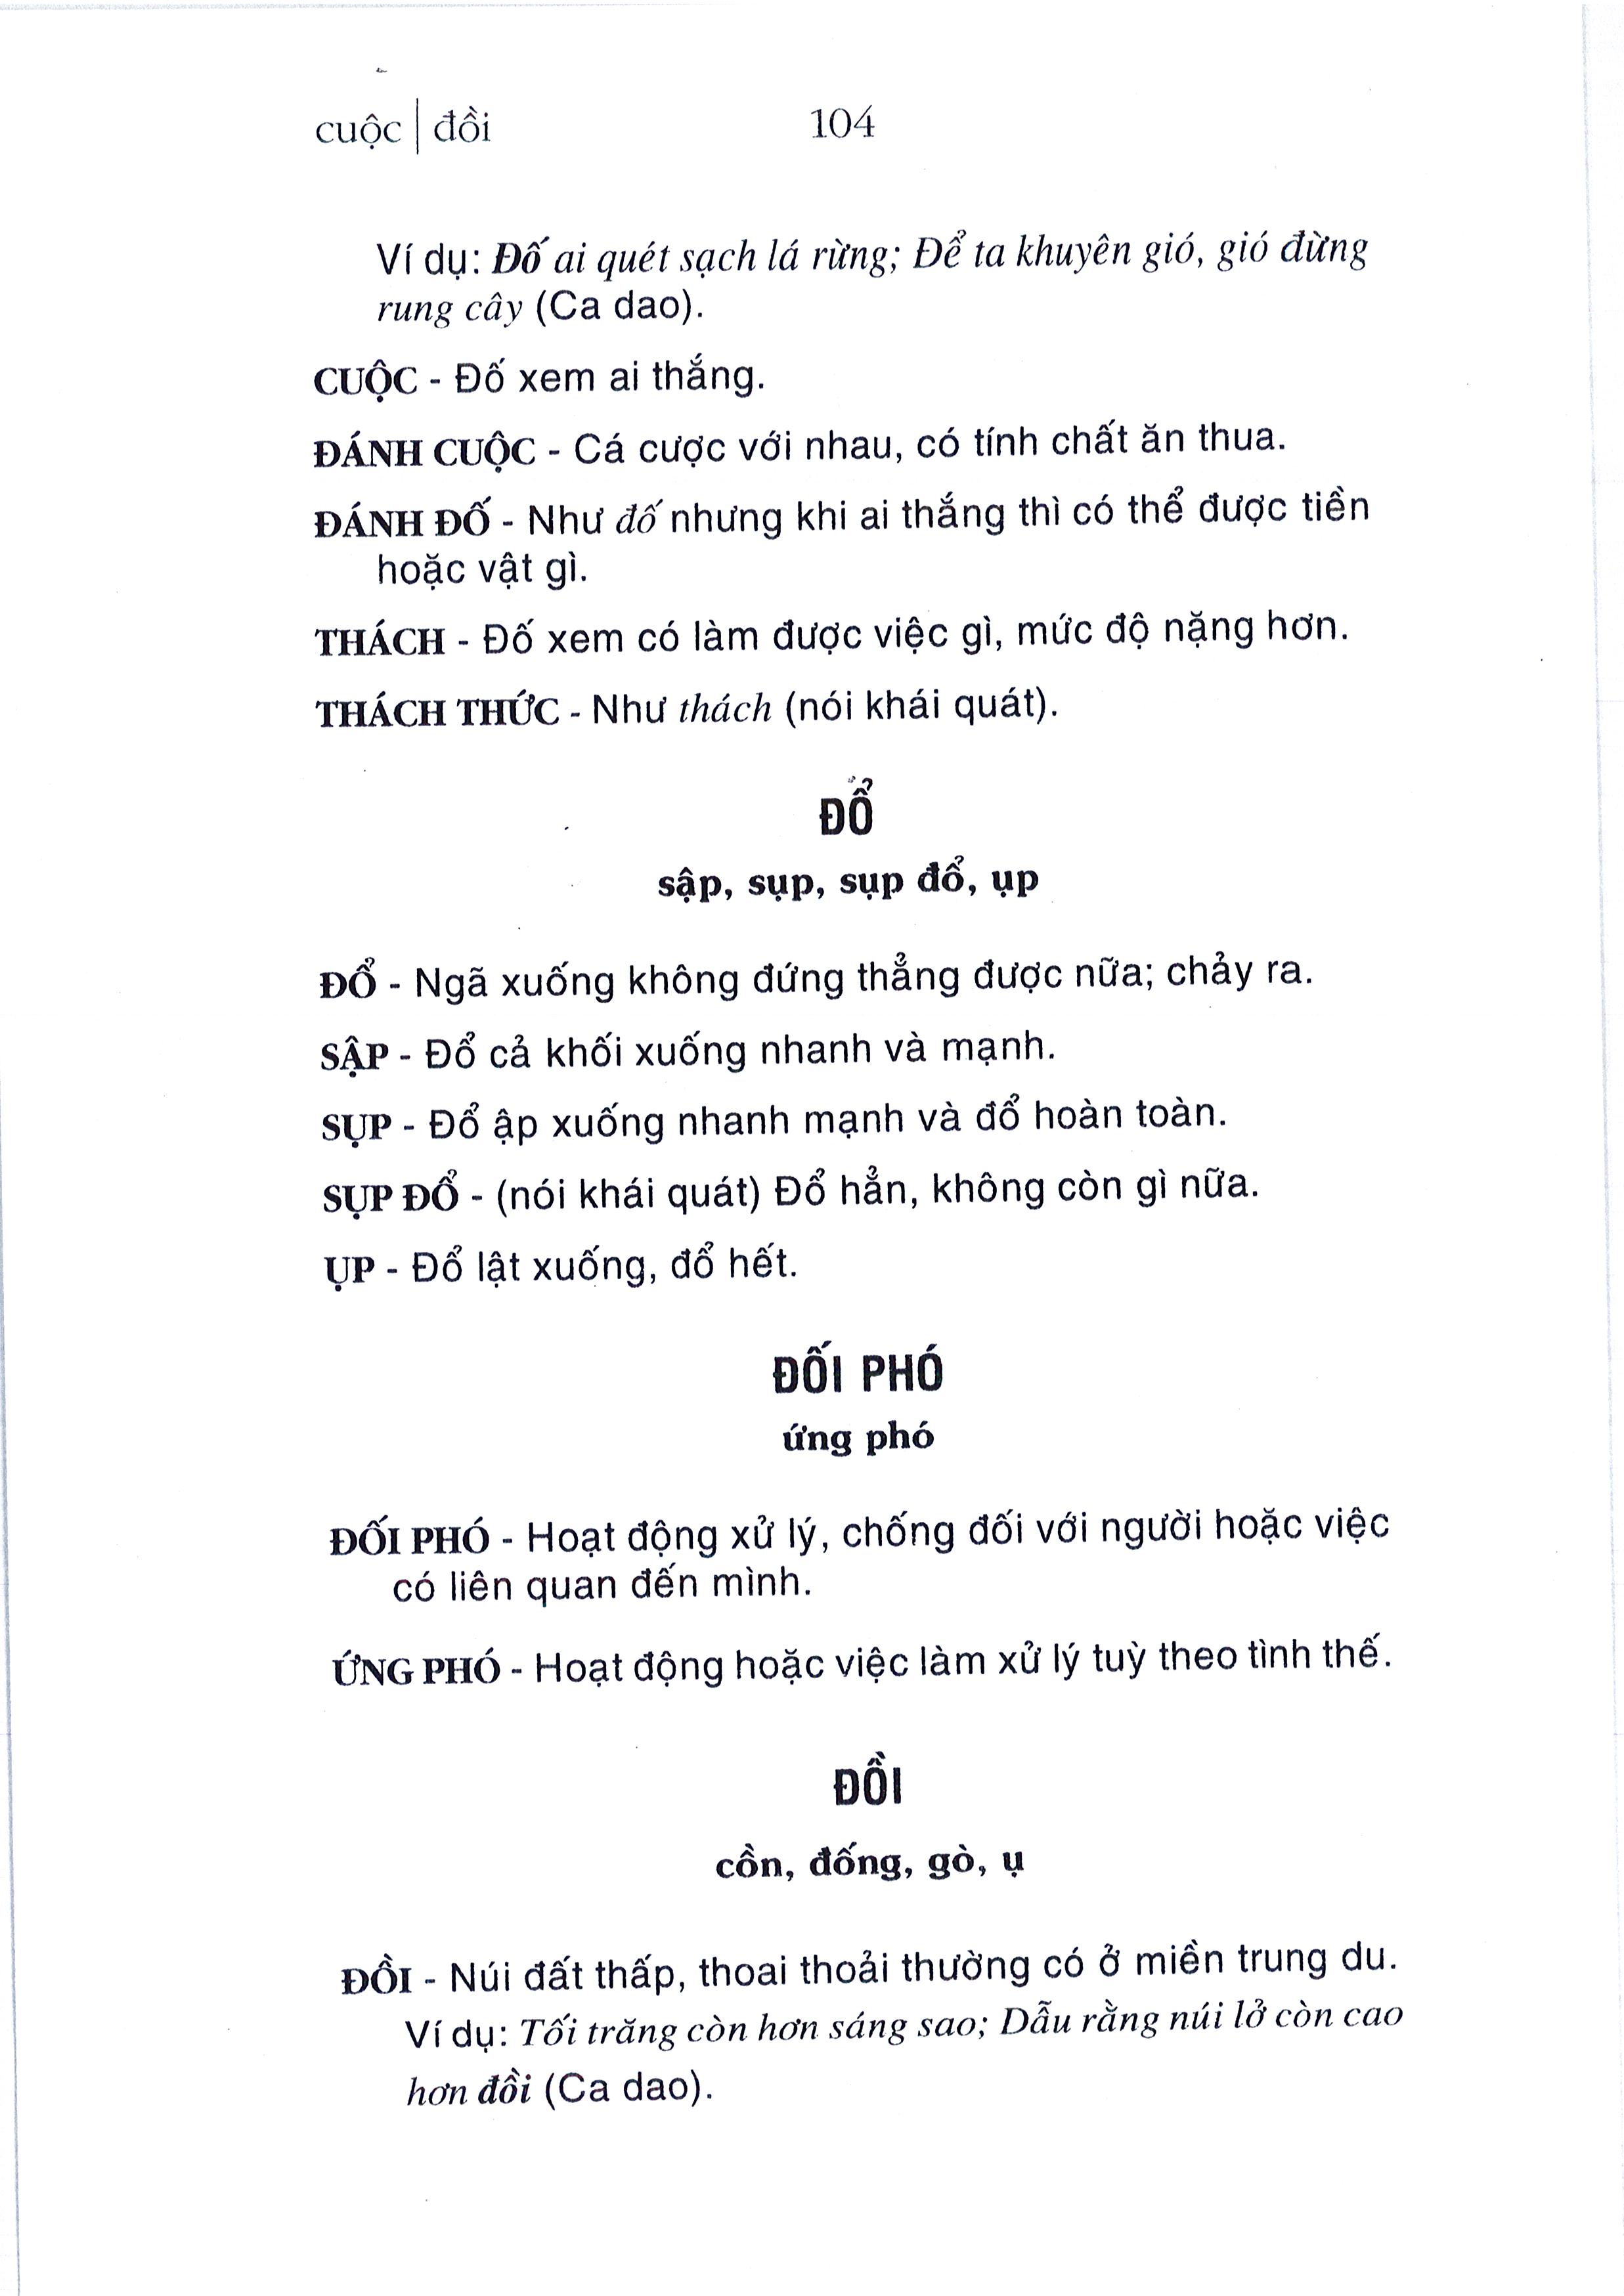 cuộc | đồi 104
Ví dụ: Đố ai quét sạch lá rừng; Để ta khuyên gió, gió đừng
rung cây (Ca dao).
CUỘC - Đố xem ai thắng.
ĐÁNH CUỘC - Cá cược với nhau, có tính chất ăn thua.
ĐÁNH ĐỐ - Như đố nhưng khi ai thắng thì có thể được tiền
hoặc vật gì.
THÁCH - Đố xem có làm được việc gì, mức độ nặng hơn.
THÁCH THỨC - Như thách (nói khái quát).
ĐỔ
sập, sụp, sụp đổ, ụp
ĐỔ - Ngã xuống không đứng thẳng được nữa; chảy ra.
SẬP - Đổ cả khối xuống nhanh và mạnh.
SỤP - Đổ ập xuống nhanh mạnh và đổ hoàn toàn.
SỤP ĐỔ - (nói khái quát) Đổ hẳn, không còn gì nữa.
ỤP - Đổ lật xuống, đổ hết.
ĐỐI PHÓ
ứng phó
ĐỐI PHÓ - Hoạt động xử lý, chống đối với người hoặc việc
có liên quan đến mình.
ỨNG PHÓ - Hoạt động hoặc việc làm xử lý tuỳ theo tình thế.
ĐỒI
cồn, đống, gò, ụ
ĐỒI - Núi đất thấp, thoai thoải thường có ở miền trung du.
Ví dụ: Tối trăng còn hơn sáng sao; Dẫu rằng núi lở còn cao
hơn đồi (Ca dao).